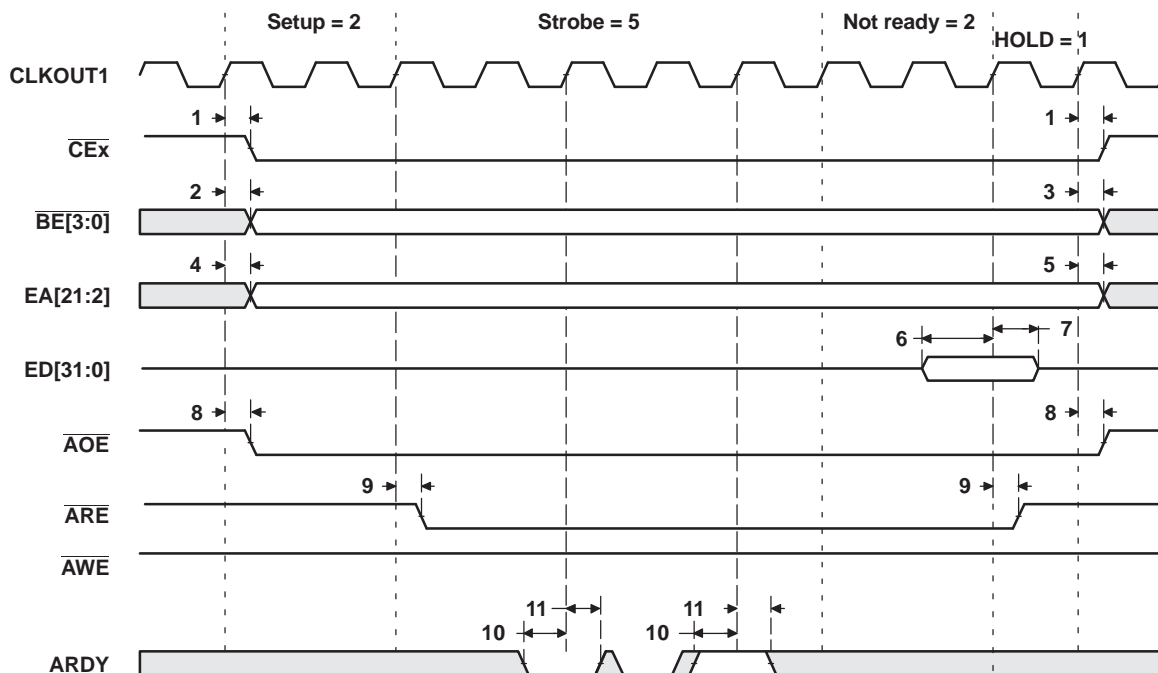 Setup = 2 Strobe = 5 Not ready = 2
HOLD = 1
CLKOUT1
1 1
CEx
2 3
BE[3:0]
4 5
EA[21:2]
6 7
ED[31:0]
8 8
AOE
9 9
ARE
AWE
11 11
10 10
ARDY